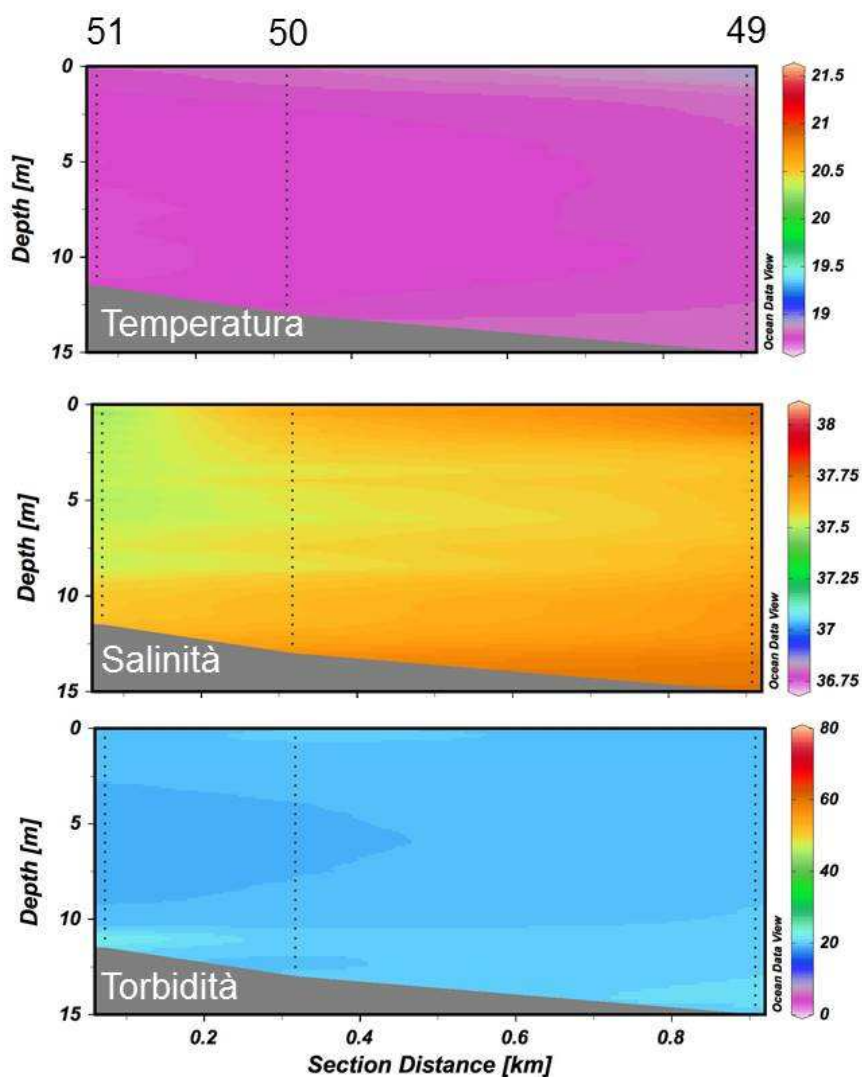 51 50 49
0
5
10
15
Depth [m]
Temperatura
Ocean Data View
21.5
21
20.5
20
19.5
19
0
5
10
15
Depth [m]
Salinità
Ocean Data View
38
37.75
37.5
37.25
37
36.75
0
5
10
15
Depth [m]
Torbidità
Ocean Data View
80
60
40
20
0
0.2 0.4 0.6 0.8
Section Distance [km]